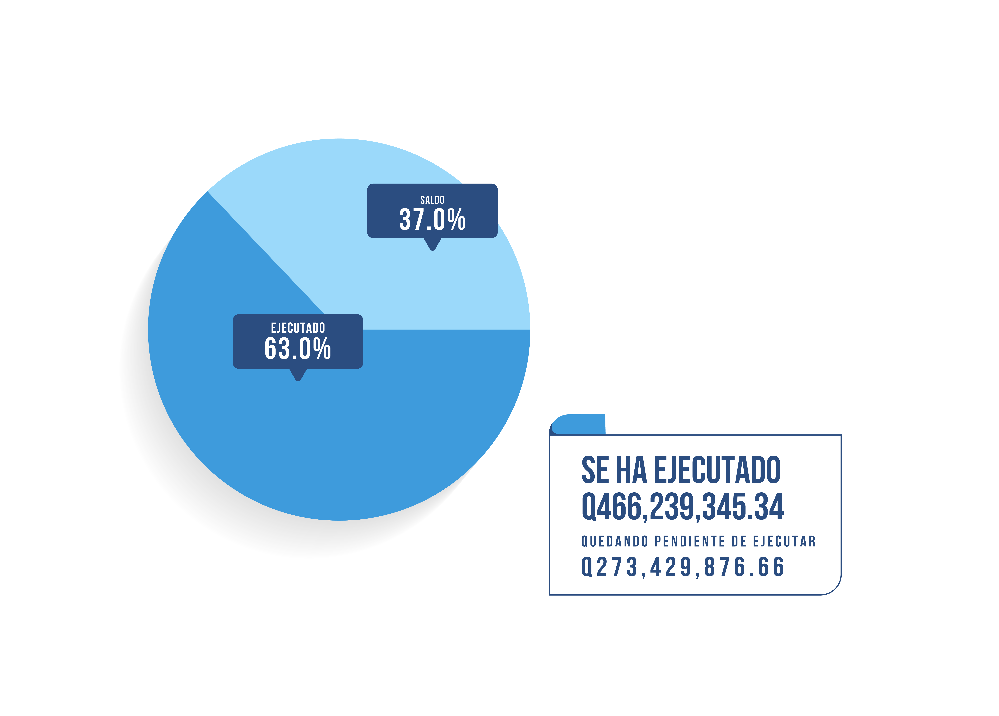 SALDO
37.0%
EJECUTADO
63.0%
SE HA EJECUTADO
Q466,239,345.34
QUEDANDO PENDIENTE DE EJECUTAR
Q273,429,876.66